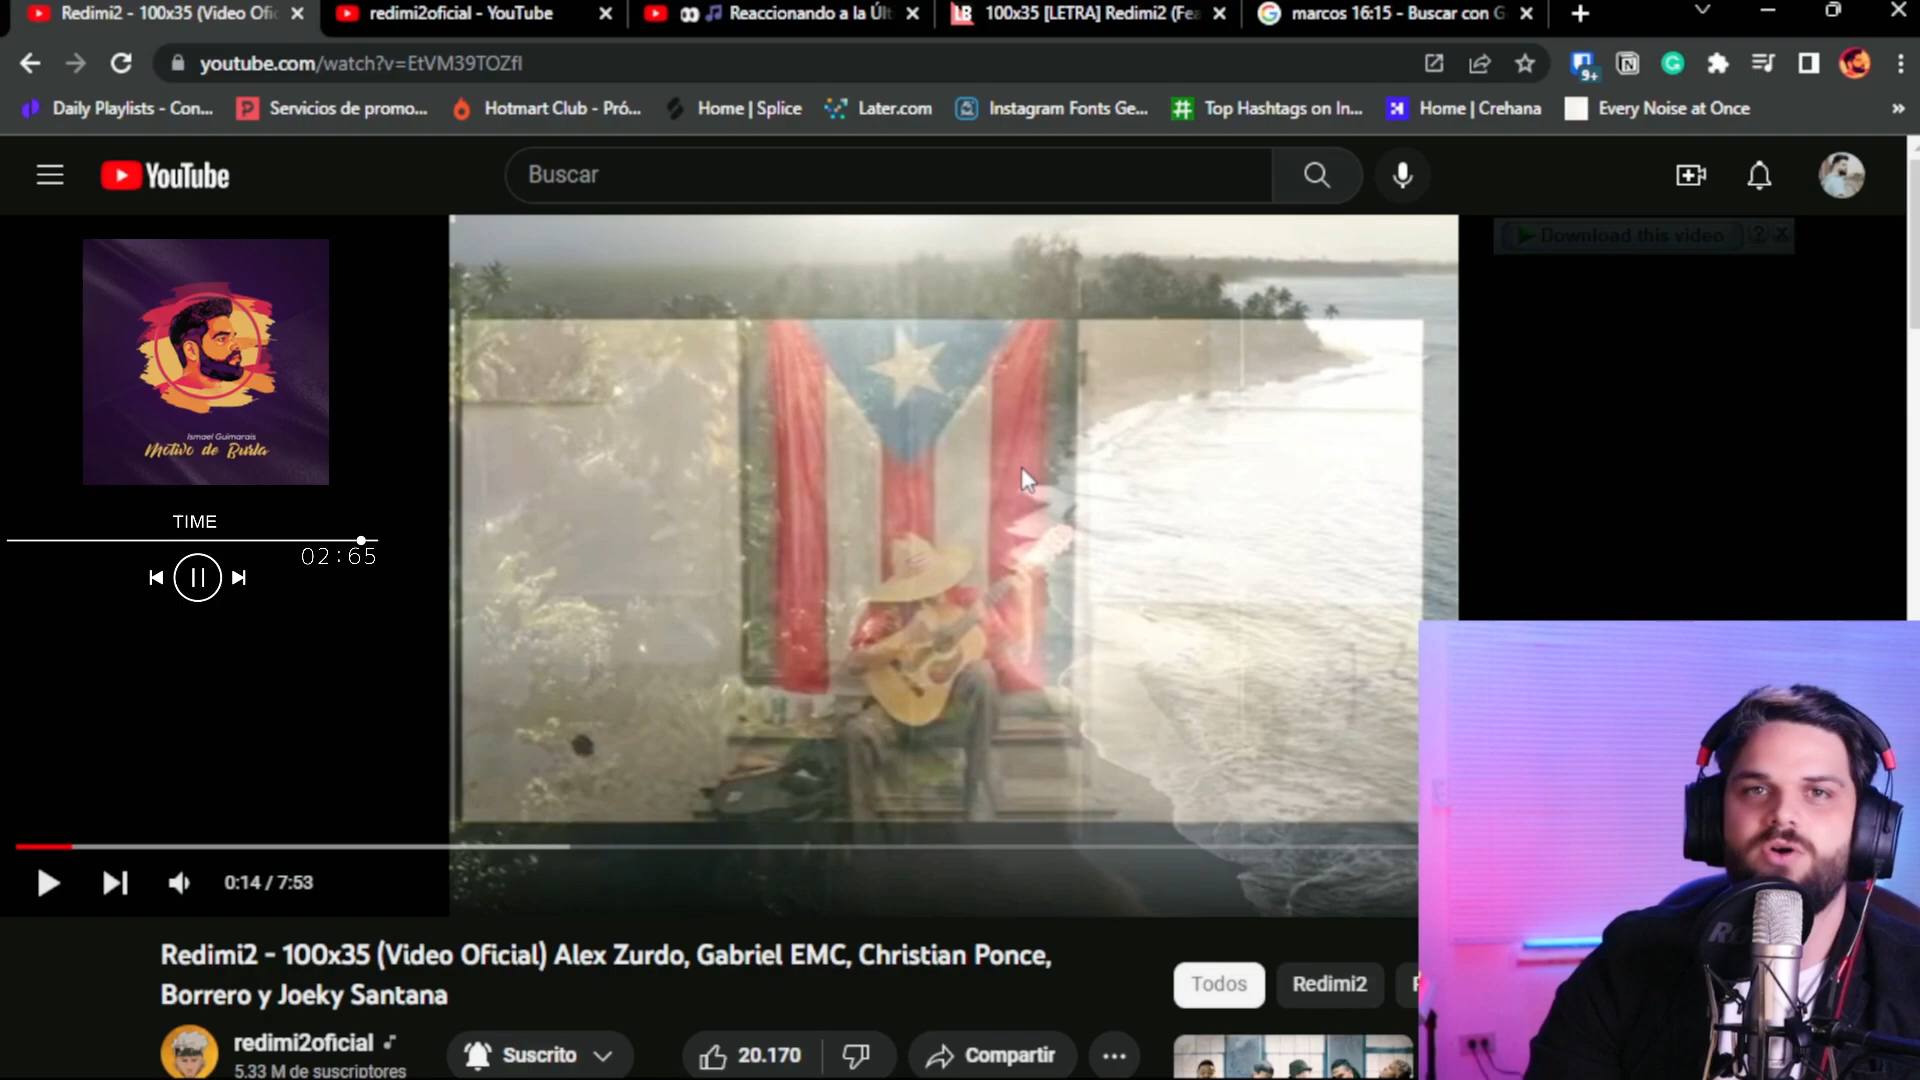 Redimi2 - 100x35 (Video Ofic
redimi2oficial - YouTube
Reaccionando a la Últ
LB
100x35 [LETRA] Redimi2 (Fea
marcos 16:15 - Buscar con G
youtube.com/watch?v=EtVM39TOZfI
9+
Daily Playlists - Con...
Servicios de promo...
Hotmart Club - Pró...
Home | Splice
Later.com
Instagram Fonts Ge...
Top Hashtags on In...
Home | Crehana
Every Noise at Once
»
YouTube
Buscar
Download this video
Ismael Guimarais
Motivo de Burla
TIME
02:65
0:14 / 7:53
Redimi2 - 100x35 (Video Oficial) Alex Zurdo, Gabriel EMC, Christian Ponce,
Borrero y Joeky Santana
Todos
Redimi2
redimi2oficial
5.33 M de suscriptores
Suscrito
20.170
Compartir